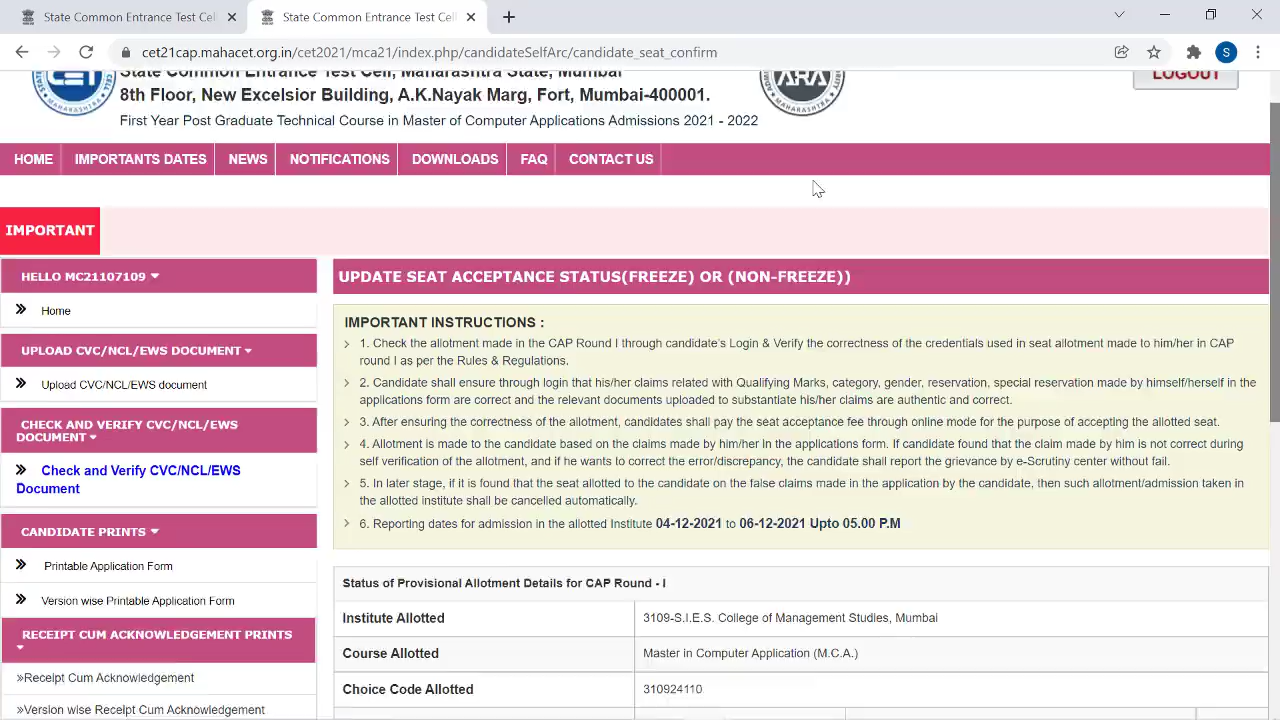 State Common Entrance Test Cell
State Common Entrance Test Cell
cet21cap.mahacet.org.in/cet2021/mca21/index.php/candidateSelfArc/candidate_seat_confirm
S
State Common Entrance Test Cell, Maharashtra State, Mumbai
8th Floor, New Excelsior Building, A.K.Nayak Marg, Fort, Mumbai-400001.
First Year Post Graduate Technical Course in Master of Computer Applications Admissions 2021 - 2022
LOGOUT
HOME IMPORTANTS DATES NEWS NOTIFICATIONS DOWNLOADS FAQ CONTACT US
IMPORTANT
HELLO MC21107109
Home
UPLOAD CVC/NCL/EWS DOCUMENT
Upload CVC/NCL/EWS document
CHECK AND VERIFY CVC/NCL/EWS
DOCUMENT
Check and Verify CVC/NCL/EWS
Document
CANDIDATE PRINTS
Printable Application Form
Version wise Printable Application Form
RECEIPT CUM ACKNOWLEDGEMENT PRINTS
»Receipt Cum Acknowledgement
»Version wise Receipt Cum Acknowledgement
UPDATE SEAT ACCEPTANCE STATUS(FREEZE) OR (NON-FREEZE))
IMPORTANT INSTRUCTIONS :
1. Check the allotment made in the CAP Round I through candidate's Login & Verify the correctness of the credentials used in seat allotment made to him/her in CAP
round I as per the Rules & Regulations.
2. Candidate shall ensure through login that his/her claims related with Qualifying Marks, category, gender, reservation, special reservation made by himself/herself in the
applications form are correct and the relevant documents uploaded to substantiate his/her claims are authentic and correct.
3. After ensuring the correctness of the allotment, candidates shall pay the seat acceptance fee through online mode for the purpose of accepting the allotted seat.
4. Allotment is made to the candidate based on the claims made by him/her in the applications form. If candidate found that the claim made by him is not correct during
self verification of the allotment, and if he wants to correct the error/discrepancy, the candidate shall report the grievance by e-Scrutiny center without fail.
5. In later stage, if it is found that the seat allotted to the candidate on the false claims made in the application by the candidate, then such allotment/admission taken in
the allotted institute shall be cancelled automatically.
6. Reporting dates for admission in the allotted Institute 04-12-2021 to 06-12-2021 Upto 05.00 P.M
Status of Provisional Allotment Details for CAP Round - I
Institute Allotted 3109-S.I.E.S. College of Management Studies, Mumbai
Course Allotted Master in Computer Application (M.C.A.)
Choice Code Allotted 310924110